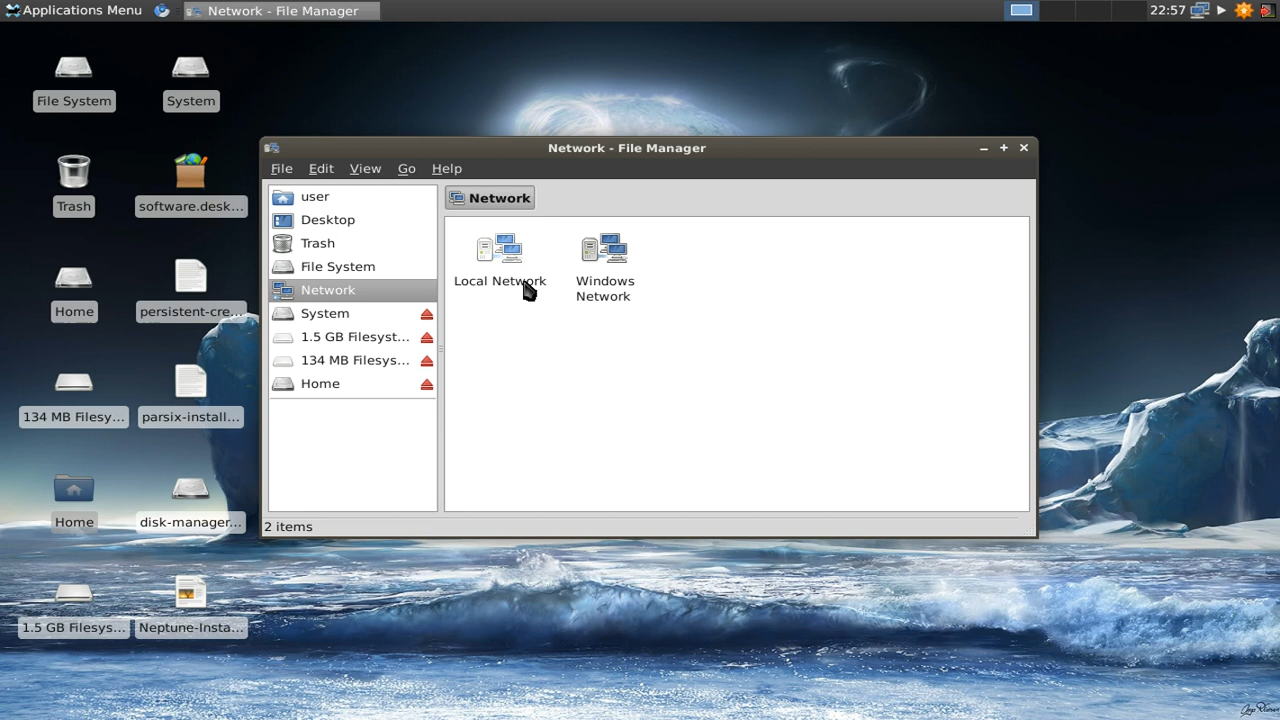 Applications Menu
Network - File Manager
22:57
File System
System
Trash
software.desk...
Home
persistent-cre...
134 MB Filesy...
parsix-install...
Home
disk-manager...
1.5 GB Filesys...
Neptune-Insta...
Network - File Manager
File Edit View Go Help
user
Desktop
Trash
File System
Network
System
1.5 GB Filesyst...
134 MB Filesys...
Home
Network
Local Network
Windows
Network
2 items